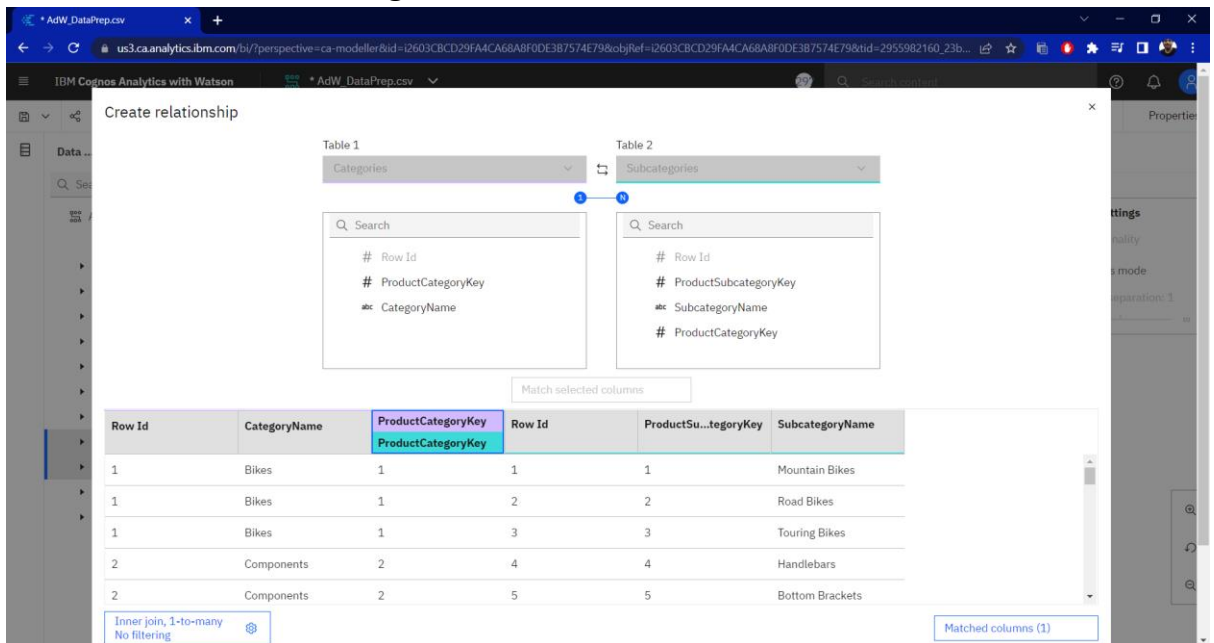 * AdW_DataPrep.csv
us3.ca.analytics.ibm.com/bi/?perspective=ca-modeller&id=i2603CBCD29FA4CA68A8F0DE3B7574E79&objRef=i2603CBCD29FA4CA68A8F0DE3B7574E79&tid=2955982160_23b...
IBM Cognos Analytics with Watson * AdW_DataPrep.csv Search content
Create relationship
Propertie
Data ...
Table 1 Table 2
Categories Subcategories
1 N
Search Search
ttings
# Row Id # Row Id
nality
# ProductCategoryKey # ProductSubcategoryKey
s mode
abc CategoryName abc SubcategoryName
eparation: 1
# ProductCategoryKey
Match selected columns
Row Id CategoryName ProductCategoryKey Row Id ProductSu...tegoryKey SubcategoryName
ProductCategoryKey
1 Bikes 1 1 1 Mountain Bikes
1 Bikes 1 2 2 Road Bikes
1 Bikes 1 3 3 Touring Bikes
2 Components 2 4 4 Handlebars
2 Components 2 5 5 Bottom Brackets
Inner join, 1-to-many
No filtering
Matched columns (1)